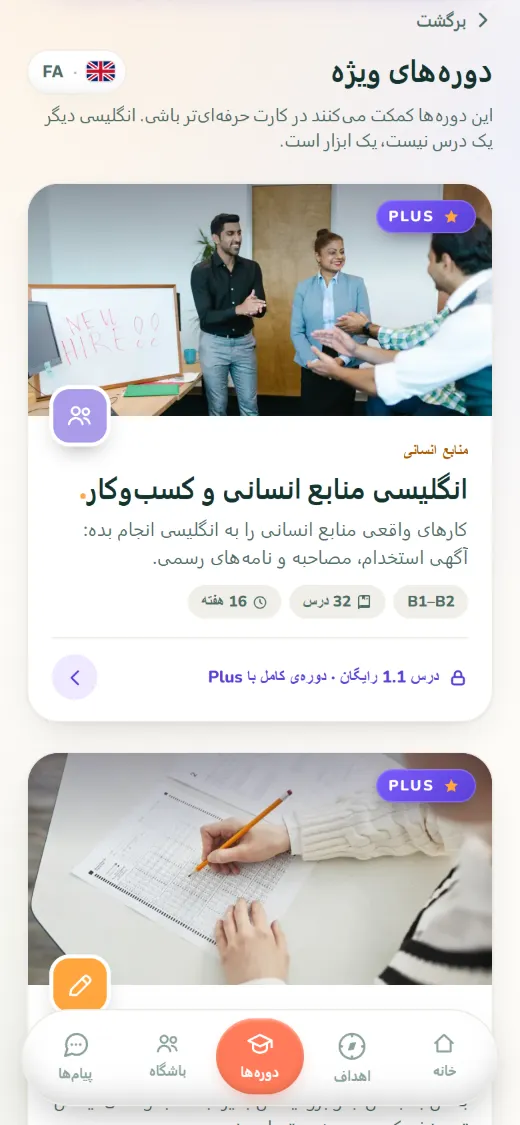 برگشت
دوره‌های ویژه
FA ·
این دوره‌ها کمکت می‌کنند در کارت حرفه‌ای‌تر باشی. انگلیسی دیگر
یک درس نیست، یک ابزار است.
PLUS
NEW
HIRE !!
منابع انسانی
انگلیسی منابع انسانی و کسب‌وکار.
کارهای واقعی منابع انسانی را به انگلیسی انجام بده:
آگهی استخدام، مصاحبه و نامه‌های رسمی.
B1–B2
32 درس
16 هفته
درس 1.1 رایگان · دوره‌ی کامل با Plus
PLUS
خانه
اهداف
دوره‌ها
باشگاه
پیام‌ها